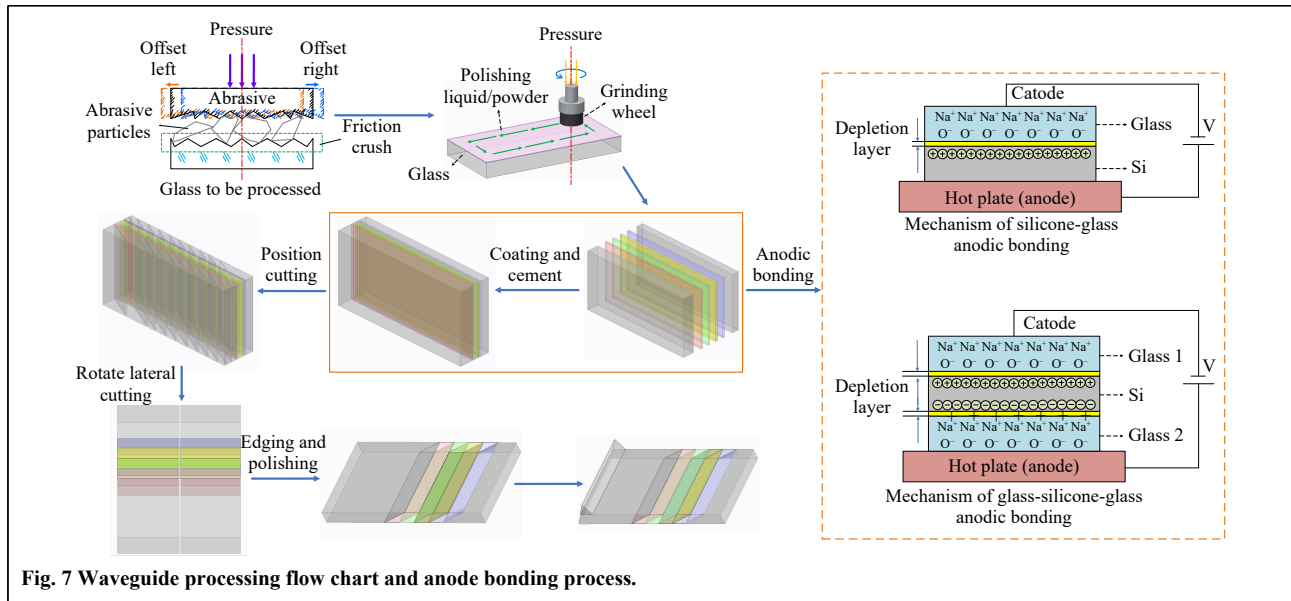 Pressure
Offset
left
Offset
right
Abrasive
Abrasive
particles
Friction
crush
Glass to be processed
Pressure
Polishing
liquid/powder
Grinding
wheel
Glass
Position
cutting
Coating and
cement
Anodic
bonding
Rotate lateral
cutting
Edging and
polishing
Catode
Na⁺ Na⁺ Na⁺ Na⁺ Na⁺ Na⁺ Na⁺
O⁻ O⁻ O⁻ O⁻ O⁻ O⁻ O⁻
Glass
V
Depletion
layer
Si
Hot plate (anode)
Mechanism of silicone-glass
anodic bonding
Catode
Na⁺ Na⁺ Na⁺ Na⁺ Na⁺ Na⁺ Na⁺
O⁻ O⁻ O⁻ O⁻ O⁻ O⁻ O⁻
Glass 1
V
Depletion
layer
Si
Na⁺ Na⁺ Na⁺ Na⁺ Na⁺ Na⁺ Na⁺
O⁻ O⁻ O⁻ O⁻ O⁻ O⁻ O⁻
Glass 2
Hot plate (anode)
Mechanism of glass-silicone-glass
anodic bonding
Fig. 7 Waveguide processing flow chart and anode bonding process.